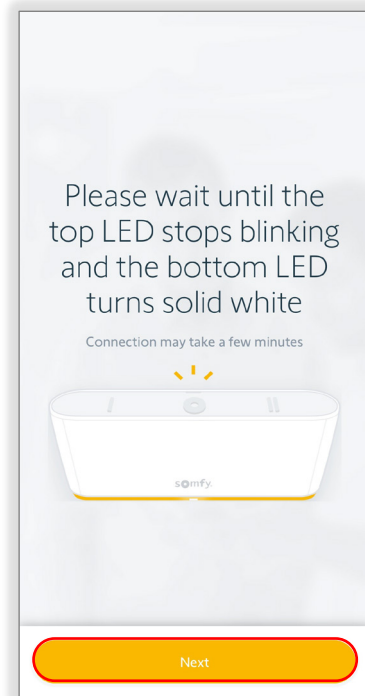 Please wait until the
top LED stops blinking
and the bottom LED
turns solid white
Connection may take a few minutes
somfy.
Next